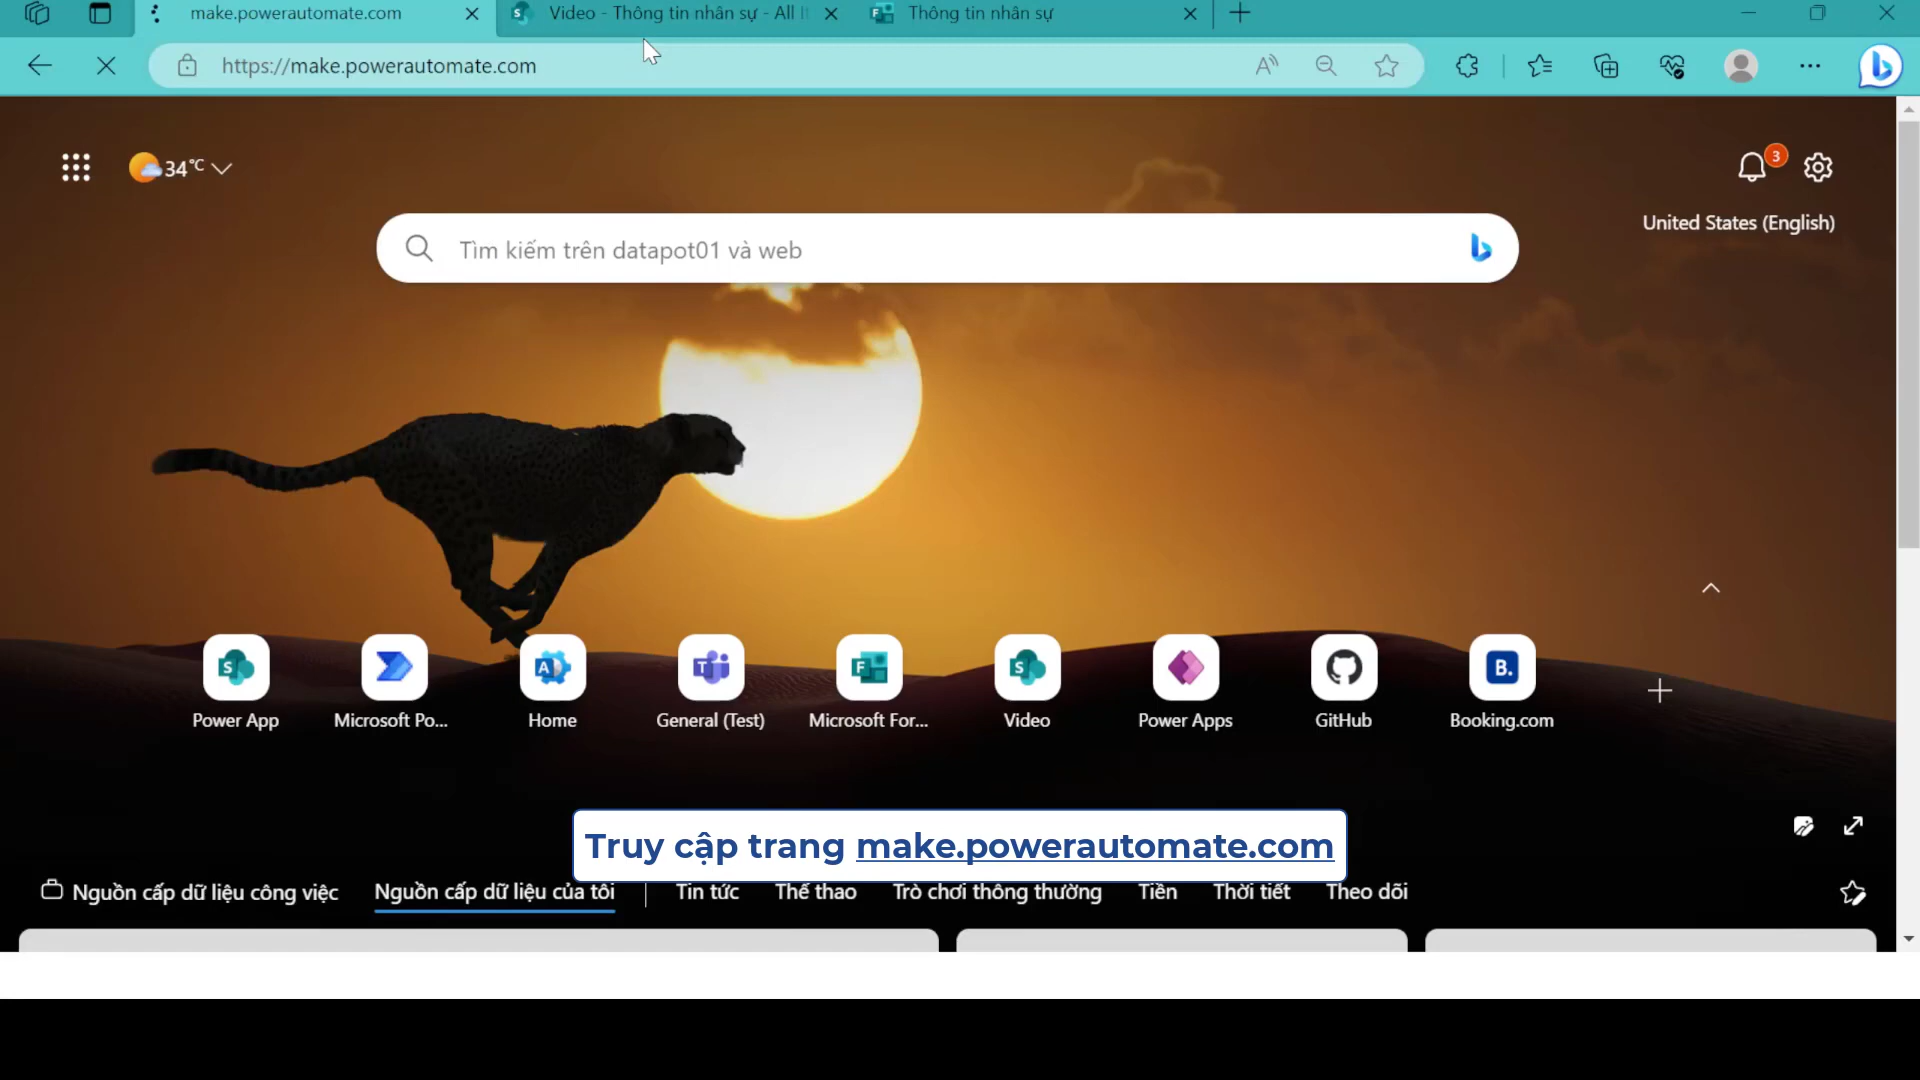 make.powerautomate.com
Video - Thông tin nhân sự - All It
Thông tin nhân sự
https://make.powerautomate.com
34°C
3
United States (English)
Tìm kiếm trên datapot01 và web
Power App
Microsoft Po...
Home
General (Test)
Microsoft For...
Video
Power Apps
GitHub
Booking.com
Truy cập trang make.powerautomate.com
Nguồn cấp dữ liệu công việc
Nguồn cấp dữ liệu của tôi
Tin tức
Thể thao
Trò chơi thông thường
Tiền
Thời tiết
Theo dõi